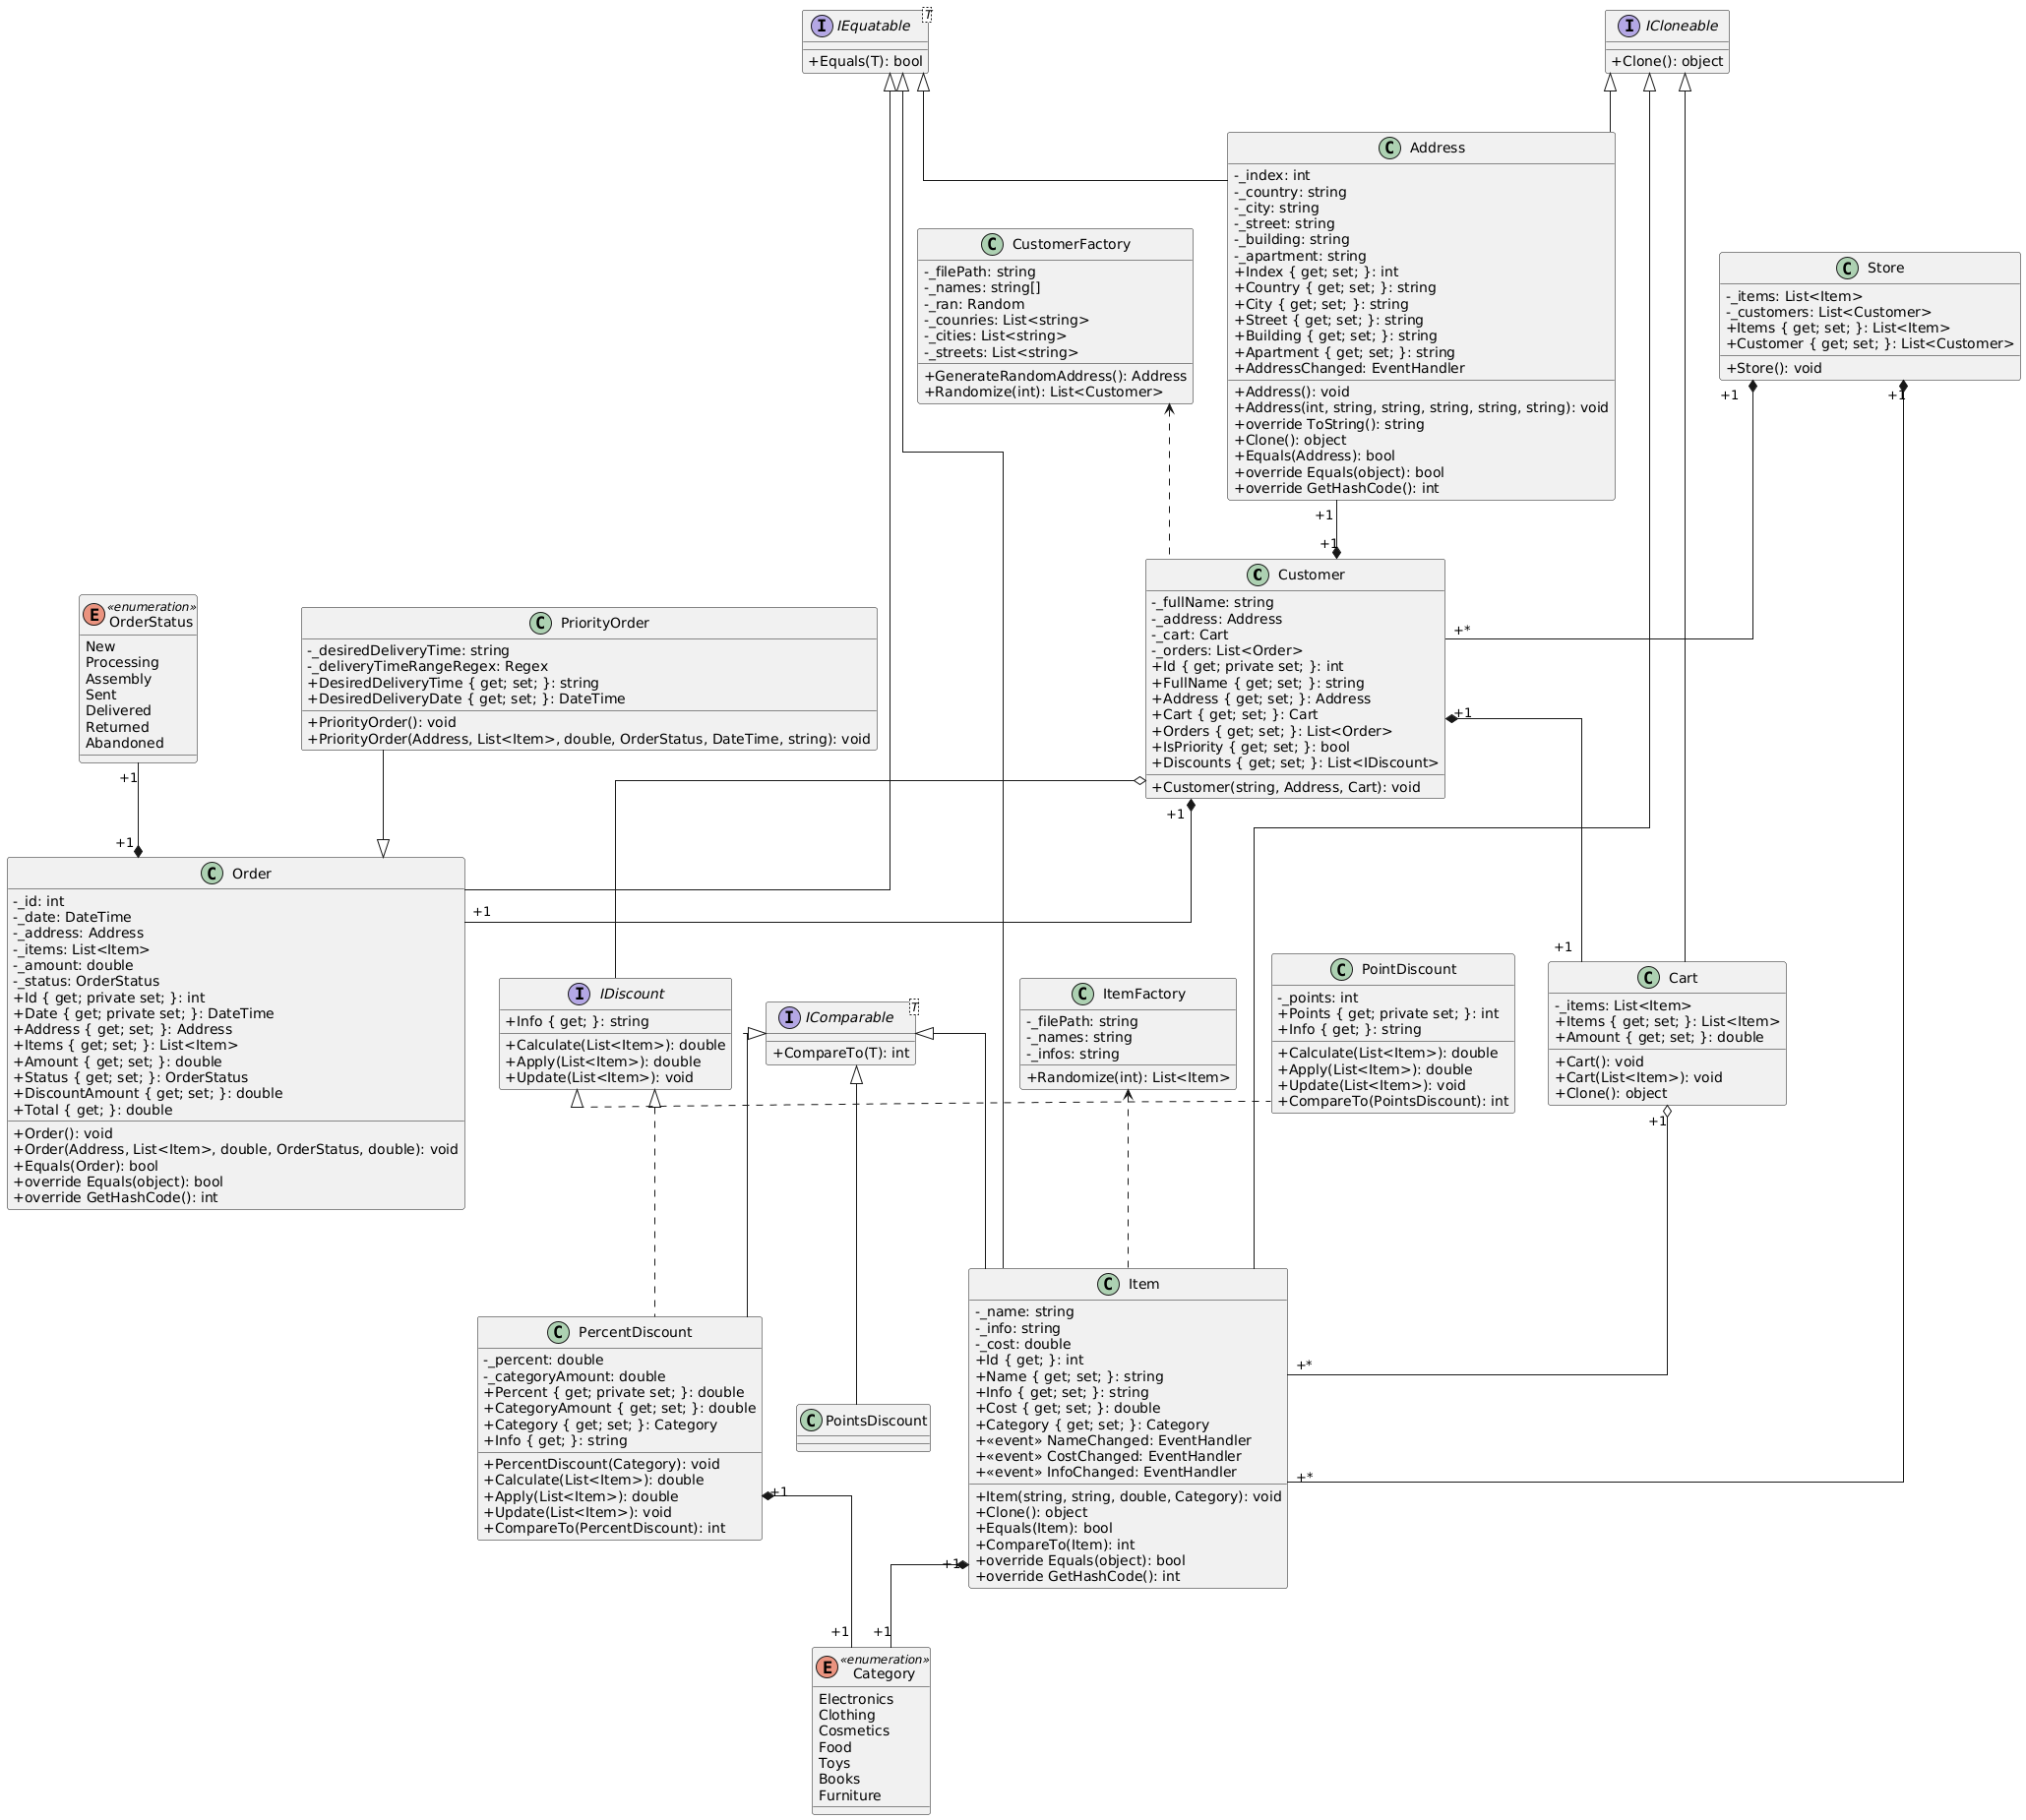 I IEquatable T
+Equals(T): bool
I ICloneable
+Clone(): object
C Address
-_index: int
-_country: string
-_city: string
-_street: string
-_building: string
-_apartment: string
+Index { get; set; }: int
+Country { get; set; }: string
+City { get; set; }: string
+Street { get; set; }: string
+Building { get; set; }: string
+Apartment { get; set; }: string
+AddressChanged: EventHandler
+Address(): void
+Address(int, string, string, string, string, string): void
+override ToString(): string
+Clone(): object
+Equals(Address): bool
+override Equals(object): bool
+override GetHashCode(): int
C CustomerFactory
-_filePath: string
-_names: string[]
-_ran: Random
-_counries: List<string>
-_cities: List<string>
-_streets: List<string>
+GenerateRandomAddress(): Address
+Randomize(int): List<Customer>
C Store
-_items: List<Item>
-_customers: List<Customer>
+Items { get; set; }: List<Item>
+Customer { get; set; }: List<Customer>
+Store(): void
+1
+1
+1
+1
C Customer
-_fullName: string
-_address: Address
-_cart: Cart
-_orders: List<Order>
+Id { get; private set; }: int
+FullName { get; set; }: string
+Address { get; set; }: Address
+Cart { get; set; }: Cart
+Orders { get; set; }: List<Order>
+IsPriority { get; set; }: bool
+Discounts { get; set; }: List<IDiscount>
+Customer(string, Address, Cart): void
+*
+1
+1
E «enumeration»
OrderStatus
New
Processing
Assembly
Sent
Delivered
Returned
Abandoned
+1
+1
C PriorityOrder
-_desiredDeliveryTime: string
-_deliveryTimeRangeRegex: Regex
+DesiredDeliveryTime { get; set; }: string
+DesiredDeliveryDate { get; set; }: DateTime
+PriorityOrder(): void
+PriorityOrder(Address, List<Item>, double, OrderStatus, DateTime, string): void
C Order
-_id: int
-_date: DateTime
-_address: Address
-_items: List<Item>
-_amount: double
-_status: OrderStatus
+Id { get; private set; }: int
+Date { get; private set; }: DateTime
+Address { get; set; }: Address
+Items { get; set; }: List<Item>
+Amount { get; set; }: double
+Status { get; set; }: OrderStatus
+DiscountAmount { get; set; }: double
+Total { get; }: double
+Order(): void
+Order(Address, List<Item>, double, OrderStatus, double): void
+Equals(Order): bool
+override Equals(object): bool
+override GetHashCode(): int
+1
I IDiscount
+Info { get; }: string
+Calculate(List<Item>): double
+Apply(List<Item>): double
+Update(List<Item>): void
I IComparable T
+CompareTo(T): int
C ItemFactory
-_filePath: string
-_names: string
-_infos: string
+Randomize(int): List<Item>
C PointDiscount
-_points: int
+Points { get; private set; }: int
+Info { get; }: string
+Calculate(List<Item>): double
+Apply(List<Item>): double
+Update(List<Item>): void
+CompareTo(PointsDiscount): int
+1
C Cart
-_items: List<Item>
+Items { get; set; }: List<Item>
+Amount { get; set; }: double
+Cart(): void
+Cart(List<Item>): void
+Clone(): object
+1
C PercentDiscount
-_percent: double
-_categoryAmount: double
+Percent { get; private set; }: double
+CategoryAmount { get; set; }: double
+Category { get; set; }: Category
+Info { get; }: string
+PercentDiscount(Category): void
+Calculate(List<Item>): double
+Apply(List<Item>): double
+Update(List<Item>): void
+CompareTo(PercentDiscount): int
+1
C PointsDiscount
C Item
-_name: string
-_info: string
-_cost: double
+Id { get; }: int
+Name { get; set; }: string
+Info { get; set; }: string
+Cost { get; set; }: double
+Category { get; set; }: Category
+«event» NameChanged: EventHandler
+«event» CostChanged: EventHandler
+«event» InfoChanged: EventHandler
+Item(string, string, double, Category): void
+Clone(): object
+Equals(Item): bool
+CompareTo(Item): int
+override Equals(object): bool
+override GetHashCode(): int
+*
+*
+1
+1
+1
E «enumeration»
Category
Electronics
Clothing
Cosmetics
Food
Toys
Books
Furniture